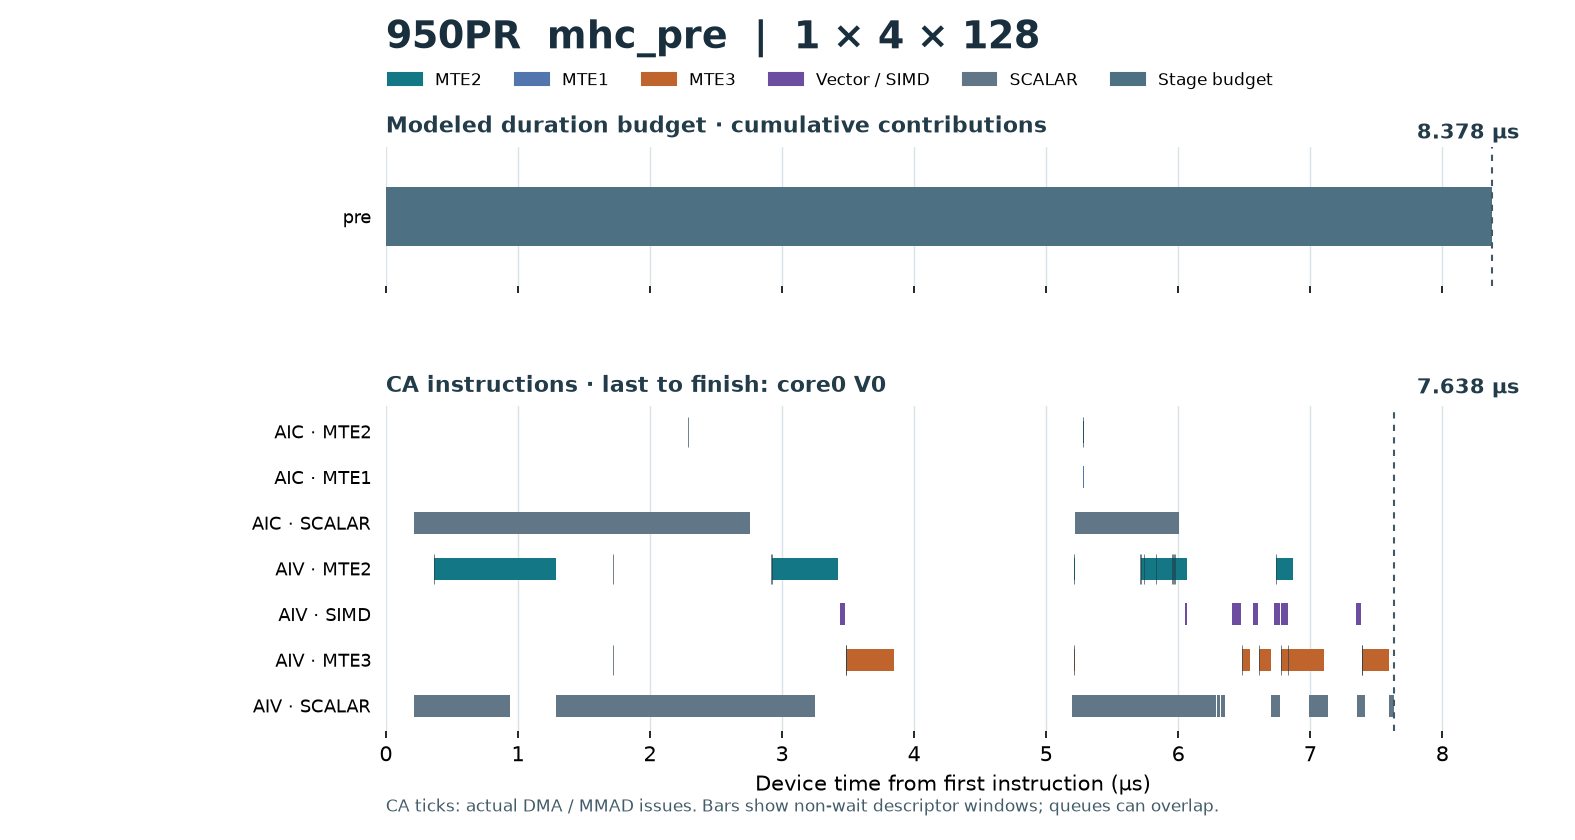 950PR mhc_pre | 1 × 4 × 128
MTE2 MTE1 MTE3 Vector / SIMD SCALAR Stage budget
Modeled duration budget · cumulative contributions 8.378 µs
pre
CA instructions · last to finish: core0 V0 7.638 µs
AIC · MTE2
AIC · MTE1
AIC · SCALAR
AIV · MTE2
AIV · SIMD
AIV · MTE3
AIV · SCALAR
0 1 2 3 4 5 6 7 8
Device time from first instruction (µs)
CA ticks: actual DMA / MMAD issues. Bars show non-wait descriptor windows; queues can overlap.